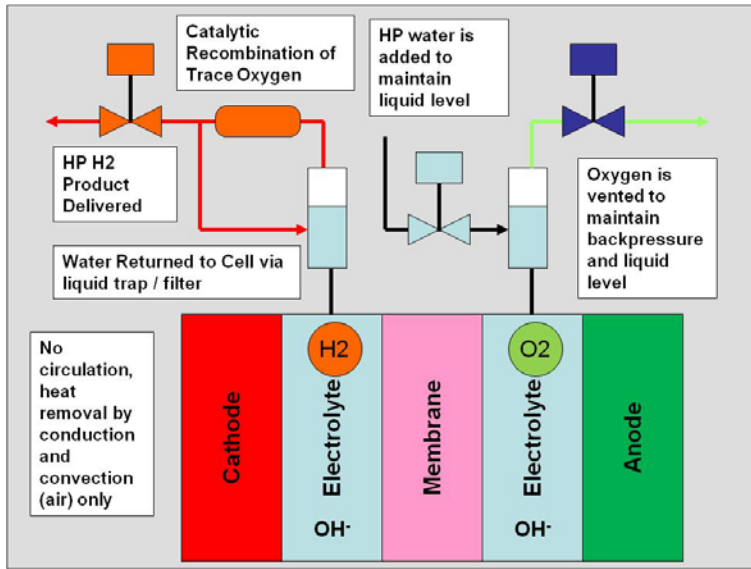 Catalytic
Recombination of
Trace Oxygen
HP water is
added to
maintain
liquid level
HP H2
Product
Delivered
Oxygen is
vented to
maintain
backpressure
and liquid
level
Water Returned to Cell via
liquid trap / filter
No
circulation,
heat
removal by
conduction
and
convection
(air) only
Cathode
H2
Electrolyte
OH-
Membrane
O2
Electrolyte
OH-
Anode